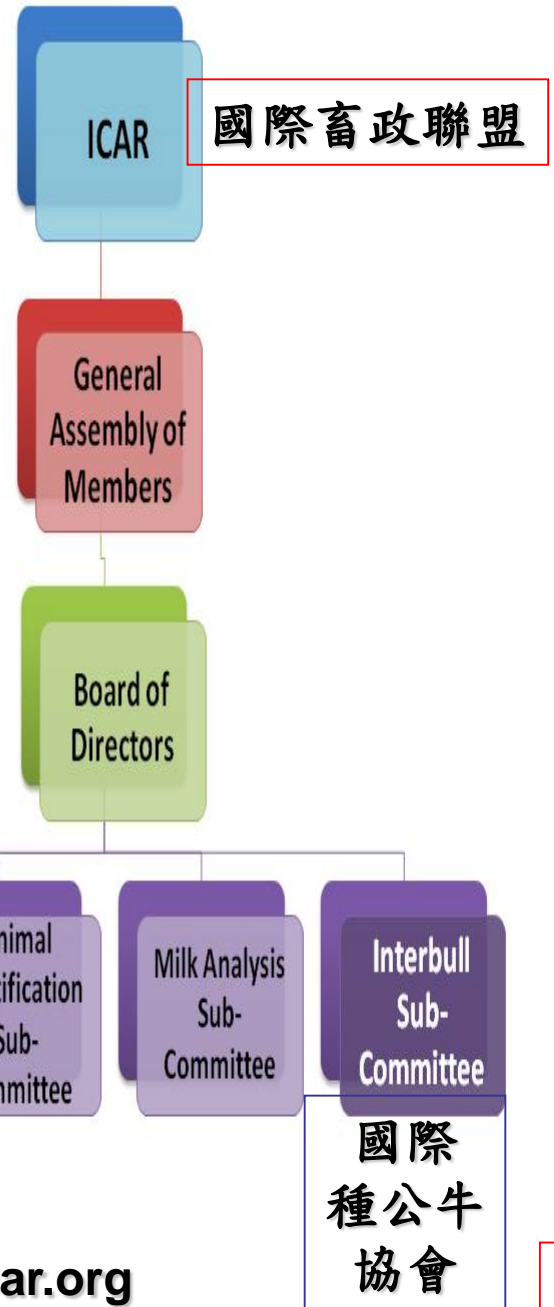 ICAR
國際畜政聯盟
General
Assembly of
Members
Board of
Directors
Sub-
Milk Analysis
Sub-
Committee
Interbull
Sub-
Committee
國際
種公牛
協會
ar.org